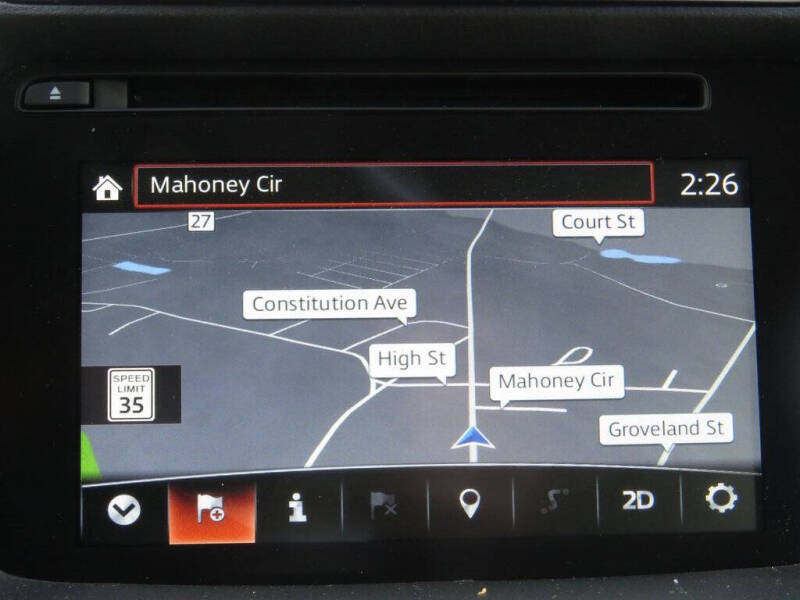 Mahoney Cir
2:26
27
Court St
Constitution Ave
High St
Mahoney Cir
SPEED
LIMIT
35
Groveland St
2D